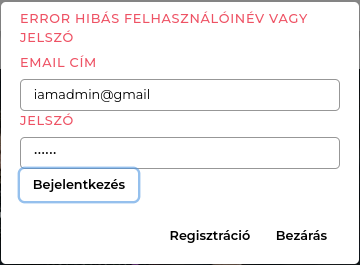 ERROR HIBÁS FELHASZNÁLÓINÉV VAGY
JELSZÓ
EMAIL CÍM
iamadmin@gmail
JELSZÓ
······
Bejelentkezés
Regisztráció
Bezárás